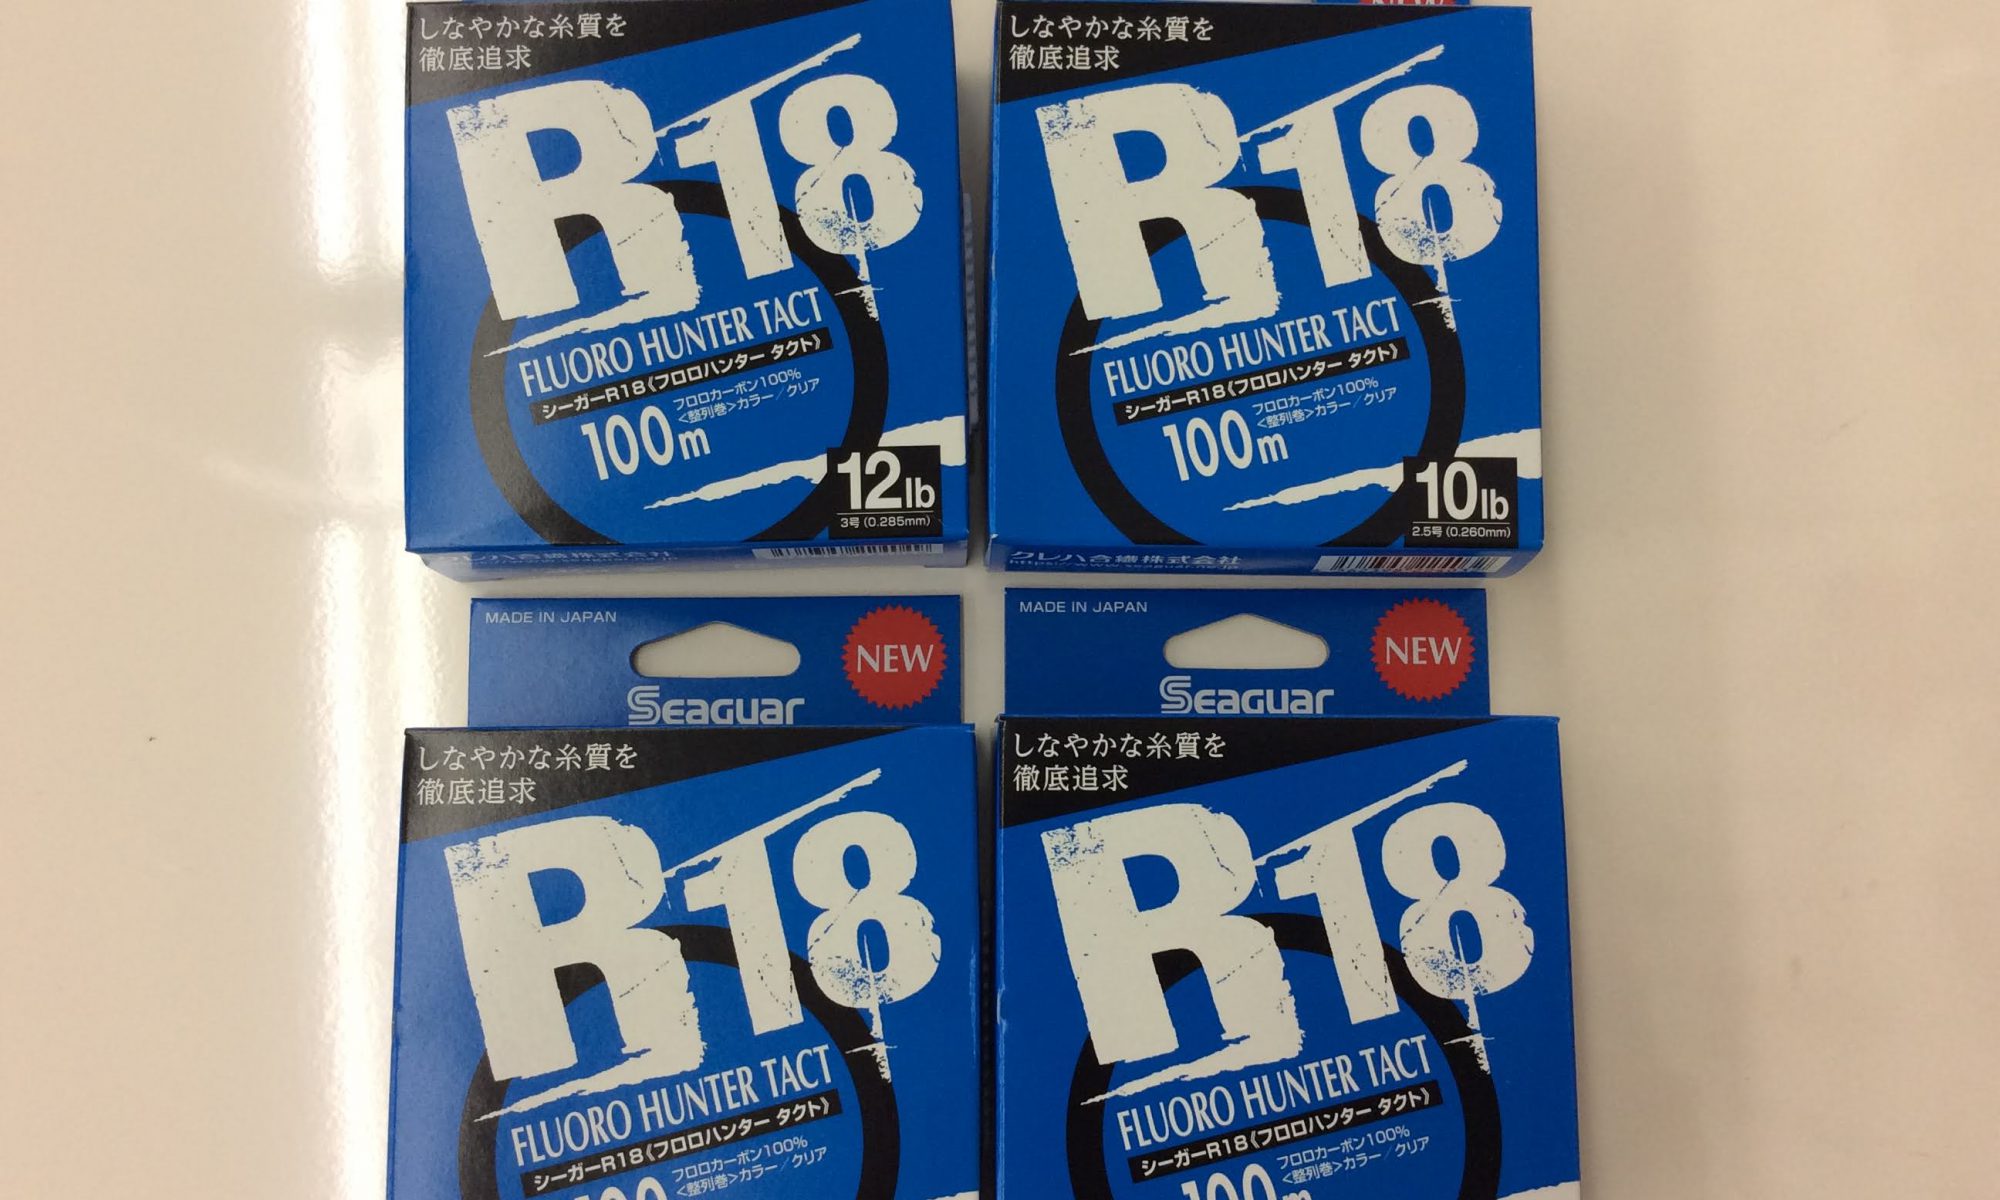 しなやかな糸質を
徹底追求
R18
FLUORO HUNTER TACT
シーガーR18《フロロハンター タクト》
100m
フロロカーボン100%
<整列巻>カラー/クリア
12lb
3号(0.285mm)
NEW
しなやかな糸質を
徹底追求
R18
FLUORO HUNTER TACT
シーガーR18《フロロハンター タクト》
100m
フロロカーボン100%
<整列巻>カラー/クリア
10lb
2.5号(0.260mm)
クレハ合繊株式会社
https://www.seaguar.ne.jp
MADE IN JAPAN
NEW
Seaguar
しなやかな糸質を
徹底追求
R18
FLUORO HUNTER TACT
シーガーR18《フロロハンター タクト》
100
フロロカーボン100%
<整列巻>カラー/クリア
MADE IN JAPAN
NEW
Seaguar
しなやかな糸質を
徹底追求
R18
FLUORO HUNTER TACT
シーガーR18《フロロハンター タクト》
100m
フロロカーボン100%
<整列巻>カラー/クリア